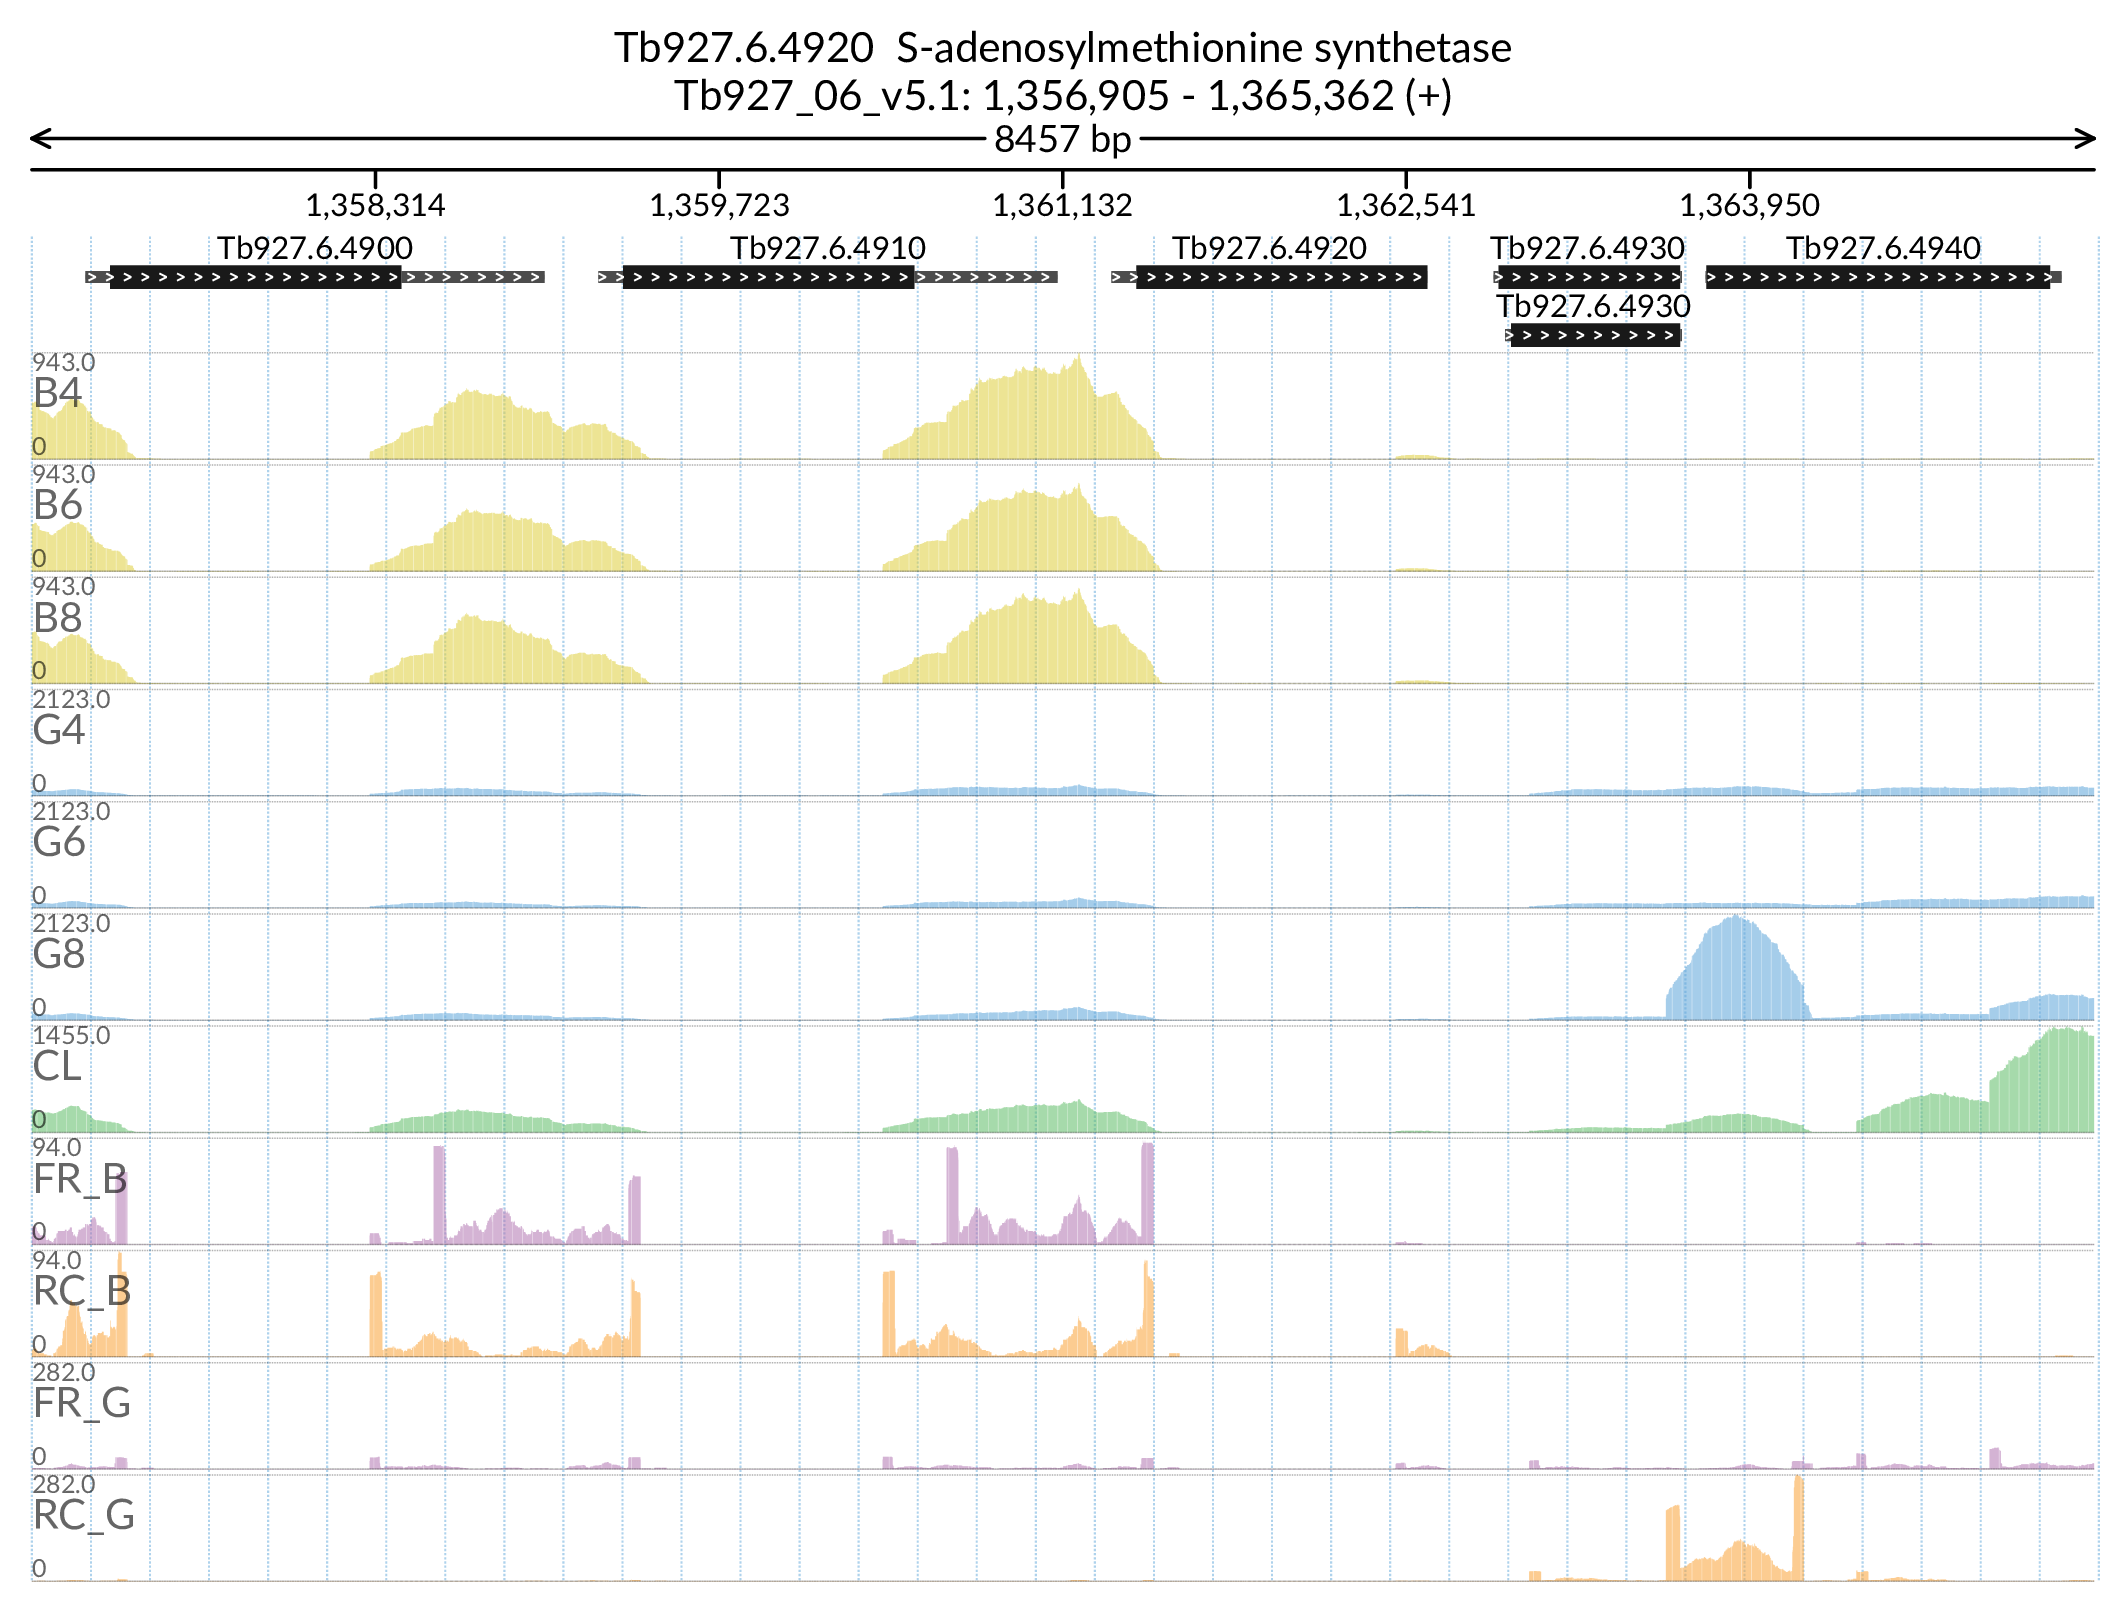 Tb927.6.4920 S-adenosylmethionine synthetase
Tb927_06_v5.1: 1,356,905 - 1,365,362 (+)
8457 bp
1,358,314 1,359,723 1,361,132 1,362,541 1,363,950
Tb927.6.4900 Tb927.6.4910 Tb927.6.4920 Tb927.6.4930 Tb927.6.4940
Tb927.6.4930
943.0
B4
0
943.0
B6
0
943.0
B8
0
2123.0
G4
0
2123.0
G6
0
2123.0
G8
0
1455.0
CL
0
94.0
FR_B
0
94.0
RC_B
0
282.0
FR_G
0
282.0
RC_G
0